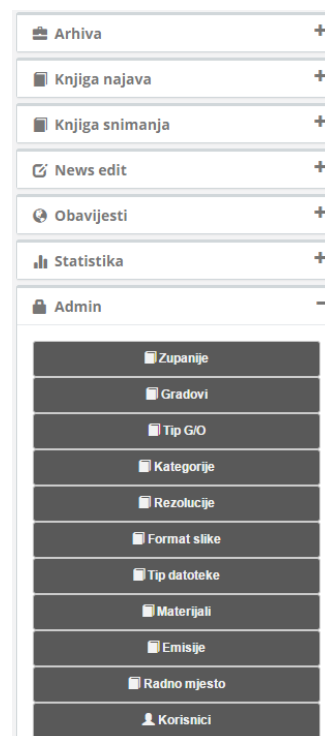 Arhiva
Knjiga najava
Knjiga snimanja
News edit
Obavijesti
Statistika
Admin
Zupanije
Gradovi
Tip G/O
Kategorije
Rezolucije
Format slike
Tip datoteke
Materijali
Emisije
Radno mjesto
Korisnici